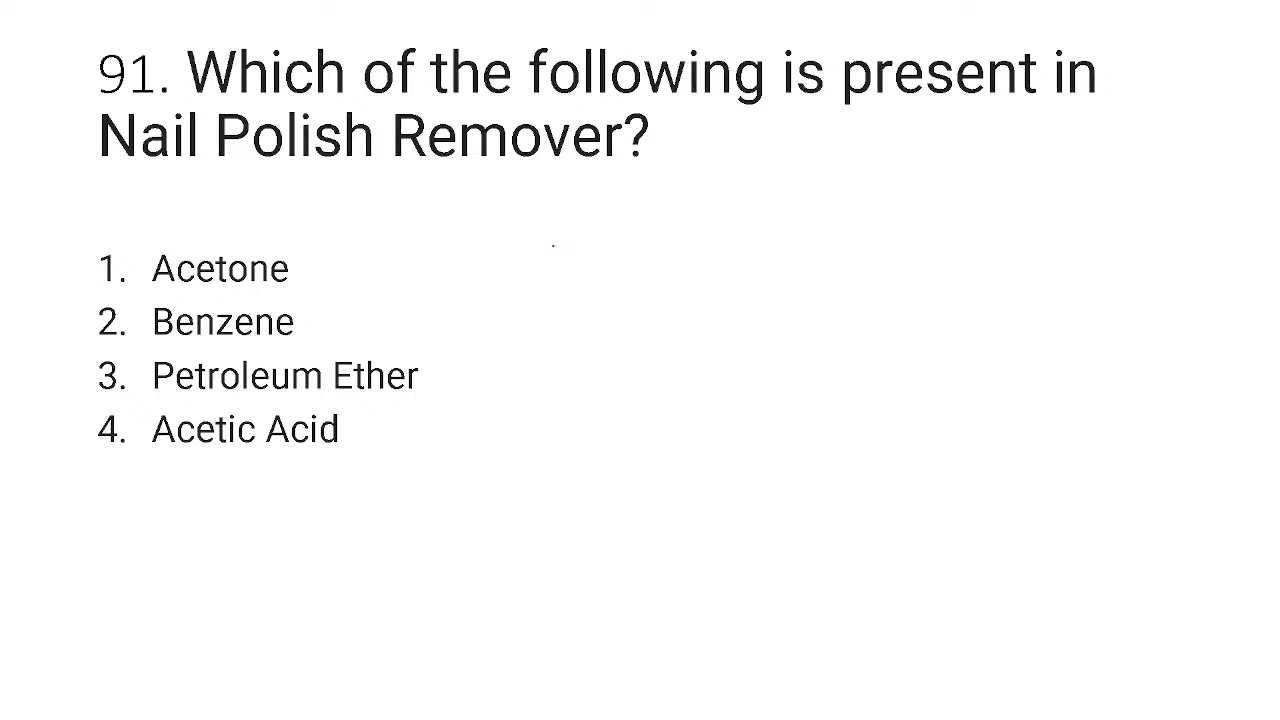 91. Which of the following is present in
Nail Polish Remover?
1. Acetone
2. Benzene
3. Petroleum Ether
4. Acetic Acid